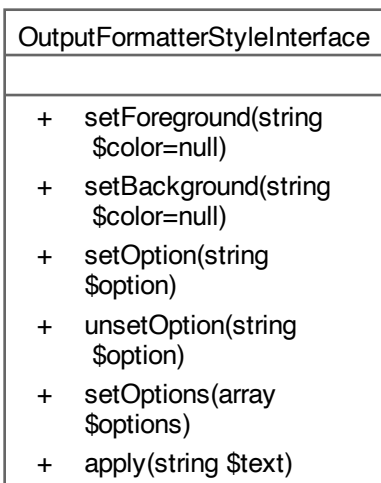 OutputFormatterStyleInterface
+ setForeground(string
$color=null)
+ setBackground(string
$color=null)
+ setOption(string
$option)
+ unsetOption(string
$option)
+ setOptions(array
$options)
+ apply(string $text)